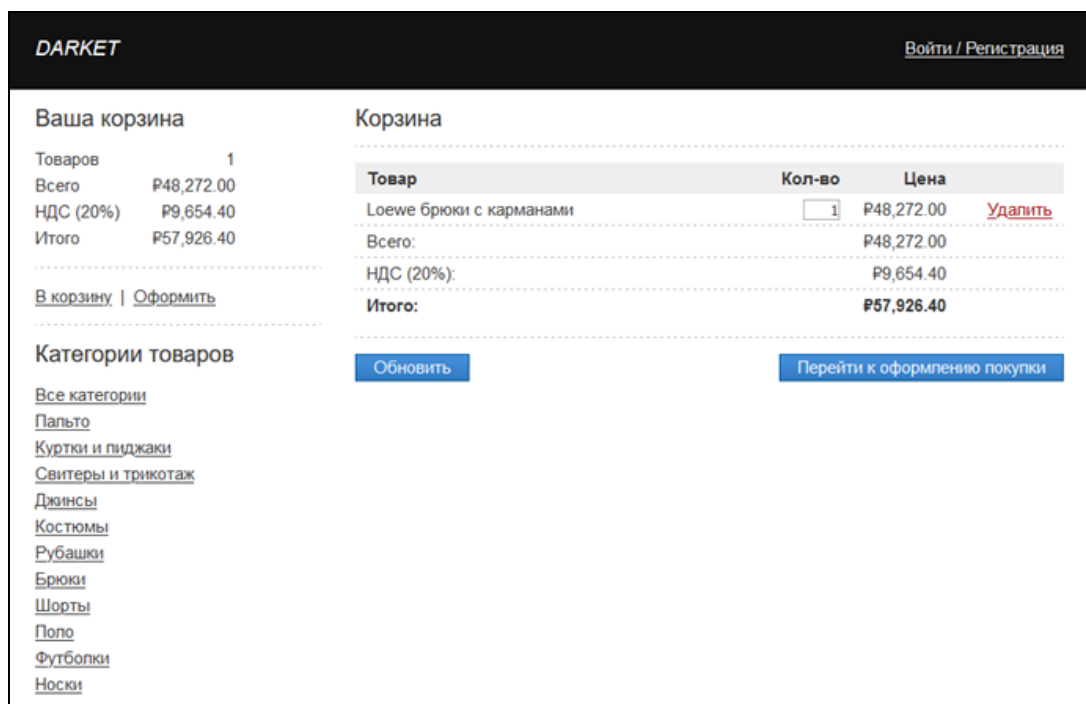 DARKET
Войти / Регистрация
Ваша корзина
Товаров 1
Всего ₽48,272.00
НДС (20%) ₽9,654.40
Итого ₽57,926.40
В корзину | Оформить
Категории товаров
Все категории
Пальто
Куртки и пиджаки
Свитеры и трикотаж
Джинсы
Костюмы
Рубашки
Брюки
Шорты
Поло
Футболки
Носки
Корзина
Товар Кол-во Цена
Loewe брюки с карманами 1 ₽48,272.00 Удалить
Всего: ₽48,272.00
НДС (20%): ₽9,654.40
Итого: ₽57,926.40
Обновить Перейти к оформлению покупки